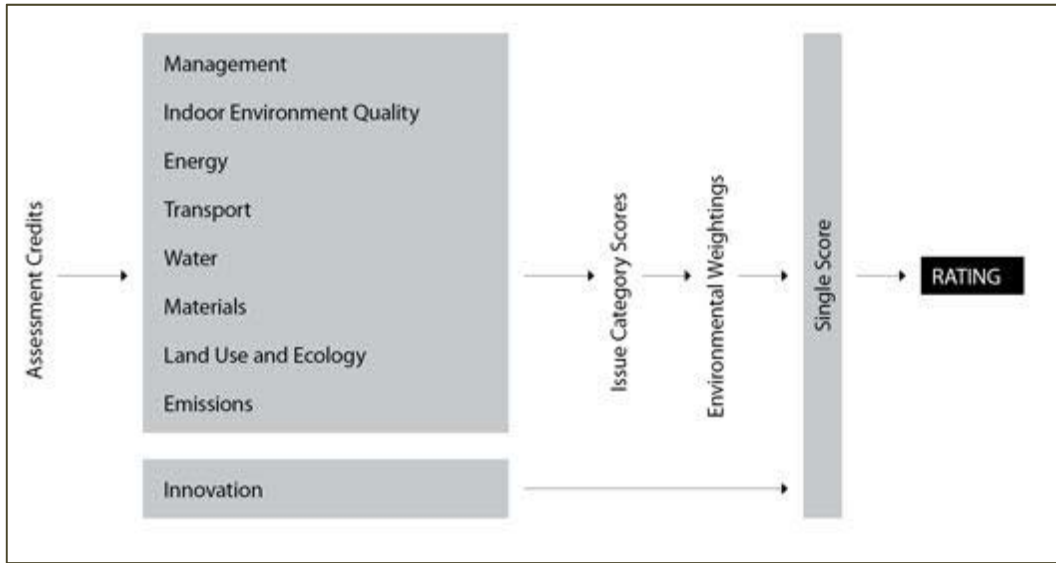 Assessment Credits
Management
Indoor Environment Quality
Energy
Transport
Water
Materials
Land Use and Ecology
Emissions
Innovation
Issue Category Scores
Environmental Weightings
Single Score
RATING